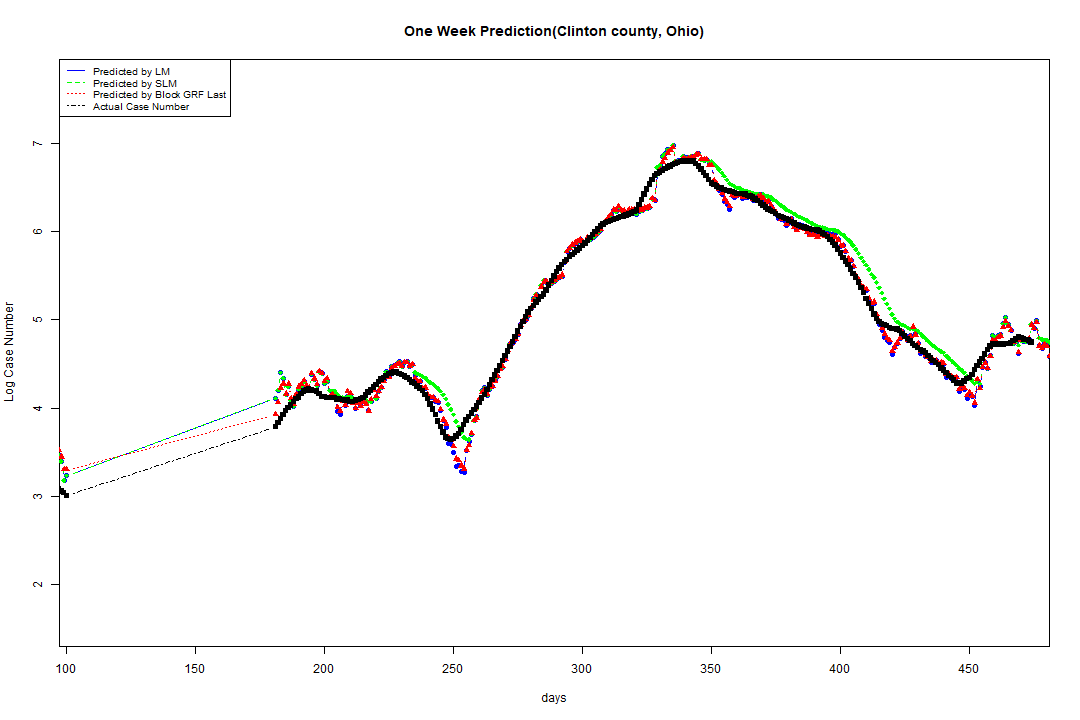 One Week Prediction(Clinton county, Ohio)
Predicted by LM
Predicted by SLM
Predicted by Block GRF Last
Actual Case Number
7
6
5
4
3
2
Log Case Number
100 150 200 250 300 350 400 450
days